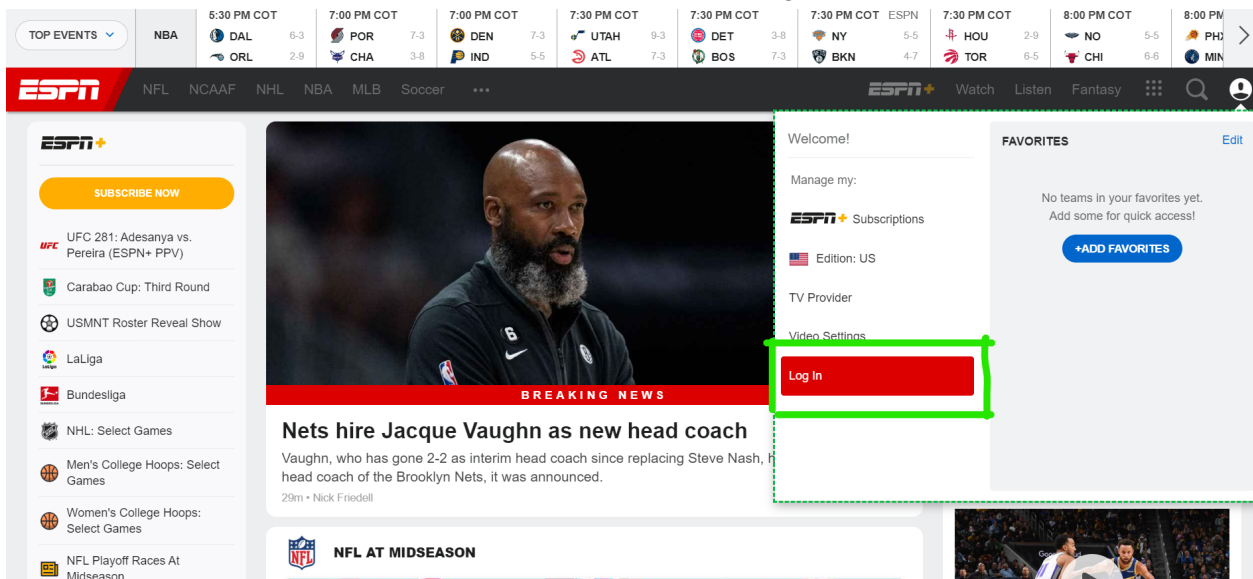 TOP EVENTS
NBA
5:30 PM COT
DAL 6-3
ORL 2-9
7:00 PM COT
POR 7-3
CHA 3-8
7:00 PM COT
DEN 7-3
IND 5-5
7:30 PM COT
UTAH 9-3
ATL 7-3
7:30 PM COT
DET 3-8
BOS 7-3
7:30 PM COT ESPN
NY 5-5
BKN 4-7
7:30 PM COT
HOU 2-9
TOR 6-5
8:00 PM COT
NO 5-5
CHI 6-6
8:00 PM
PH
MIN
ESPN NFL NCAAF NHL NBA MLB Soccer ••• ESPN+ Watch Listen Fantasy
ESPN+
SUBSCRIBE NOW
UFC
UFC 281: Adesanya vs.
Pereira (ESPN+ PPV)
Carabao Cup: Third Round
USMNT Roster Reveal Show
LaLiga
Bundesliga
NHL: Select Games
Men's College Hoops: Select
Games
Women's College Hoops:
Select Games
NFL Playoff Races At
Midseason
6
BREAKING NEWS
Nets hire Jacque Vaughn as new head coach
Vaughn, who has gone 2-2 as interim head coach since replacing Steve Nash, h
head coach of the Brooklyn Nets, it was announced.
29m • Nick Friedell
NFL
NFL AT MIDSEASON
Welcome!
Manage my:
ESPN+ Subscriptions
Edition: US
TV Provider
Video Settings
Log In
FAVORITES
Edit
No teams in your favorites yet.
Add some for quick access!
+ADD FAVORITES